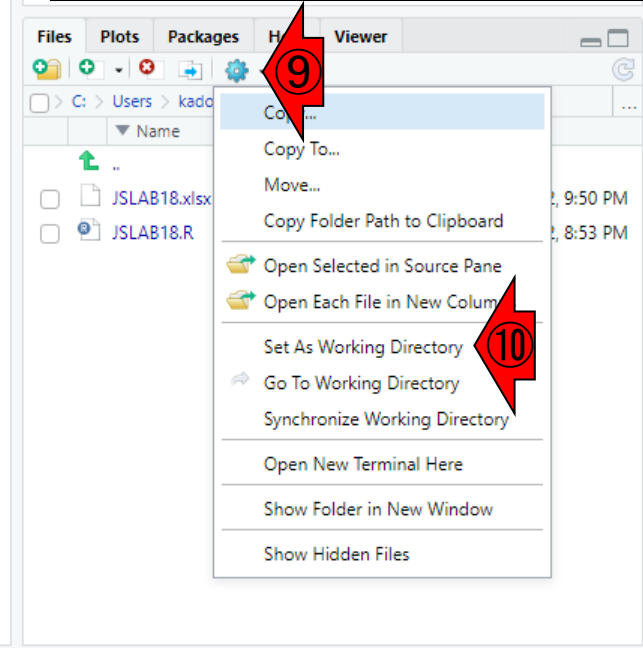 Files Plots Packages Viewer
⑨
C: > Users > kado
...
Name
Copy...
Copy To...
..
Move...
JSLAB18.xlsx 9:50 PM
Copy Folder Path to Clipboard
JSLAB18.R 8:53 PM
Open Selected in Source Pane
Open Each File in New Column
Set As Working Directory ⑩
Go To Working Directory
Synchronize Working Directory
Open New Terminal Here
Show Folder in New Window
Show Hidden Files